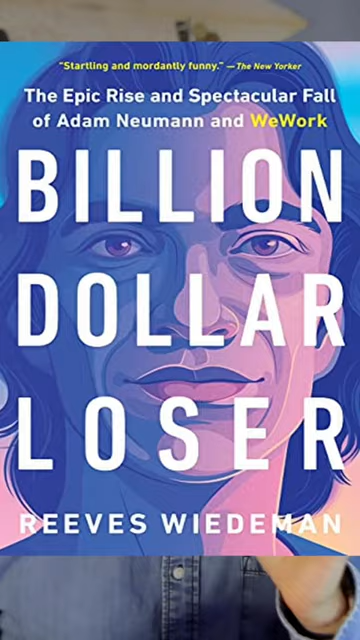 “Startling and mordantly funny.” —The New Yorker
The Epic Rise and Spectacular Fall
of Adam Neumann and WeWork
BILLION
DOLLAR
LOSER
REEVES WIEDEMAN